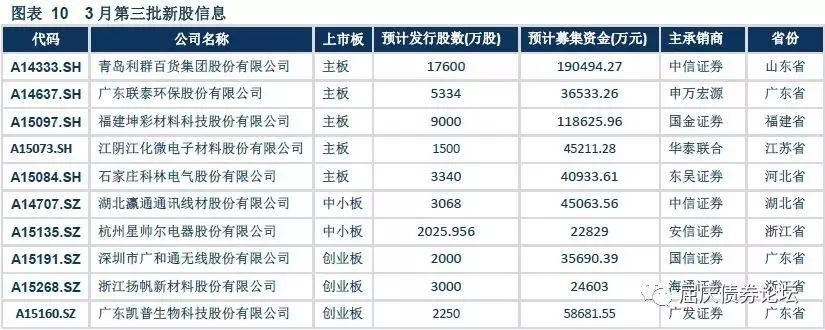 图表 10 3月第三批新股信息
代码 公司名称 上市板 预计发行股数(万股) 预计募集资金(万元) 主承销商 省份
A14333.SH 青岛利群百货集团股份有限公司 主板 17600 190494.27 中信证券 山东省
A14637.SH 广东联泰环保股份有限公司 主板 5334 36533.26 申万宏源 广东省
A15097.SH 福建坤彩材料科技股份有限公司 主板 9000 118625.96 国金证券 福建省
A15073.SH 江阴江化微电子材料股份有限公司 主板 1500 45211.28 华泰联合 江苏省
A15084.SH 石家庄科林电气股份有限公司 主板 3340 40933.61 东吴证券 河北省
A14707.SZ 湖北瀛通通讯线材股份有限公司 中小板 3068 45063.56 中信证券 湖北省
A15135.SZ 杭州星帅尔电器股份有限公司 中小板 2025.956 22829 安信证券 浙江省
A15191.SZ 深圳市广和通无线股份有限公司 创业板 2000 35690.39 国信证券 广东省
A15268.SZ 浙江扬帆新材料股份有限公司 创业板 3000 24603 海通证券 浙江省
A15160.SZ 广东凯普生物科技股份有限公司 创业板 2250 58681.55 广发证券 广东省
屈庆债券论坛